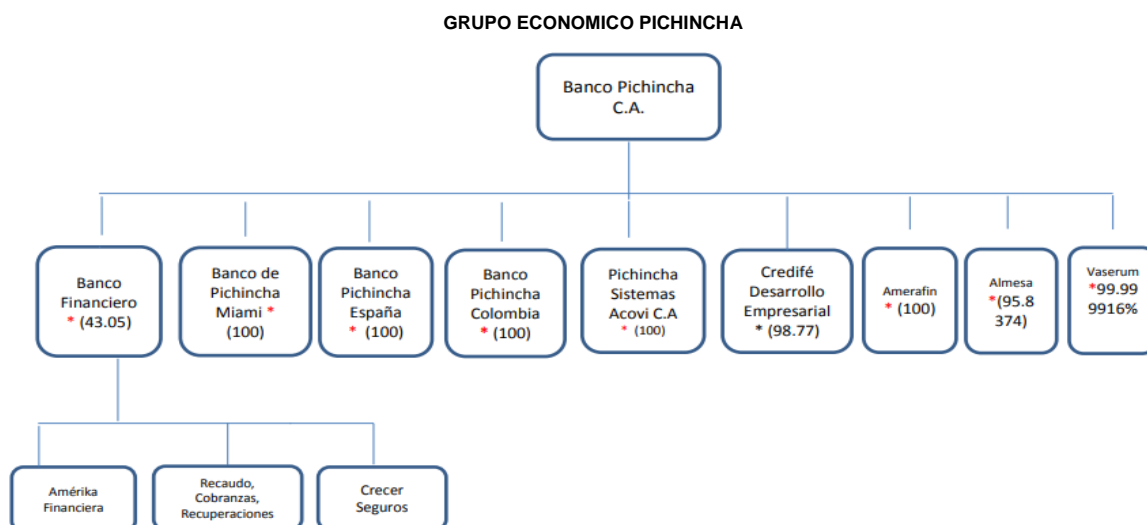 GRUPO ECONOMICO PICHINCHA
Banco Pichincha
C.A.
Banco
Financiero
* (43.05)
Banco de
Pichincha
Miami *
(100)
Banco
Pichincha
España
* (100)
Banco
Pichincha
Colombia
* (100)
Pichincha
Sistemas
Acovi C.A
* (100)
Credifé
Desarrollo
Empresarial
* (98.77)
Amerafin
* (100)
Almesa
*(95.8
374)
Vaserum
*99.99
9916%
Amérika
Financiera
Recaudo,
Cobranzas,
Recuperaciones
Crecer
Seguros